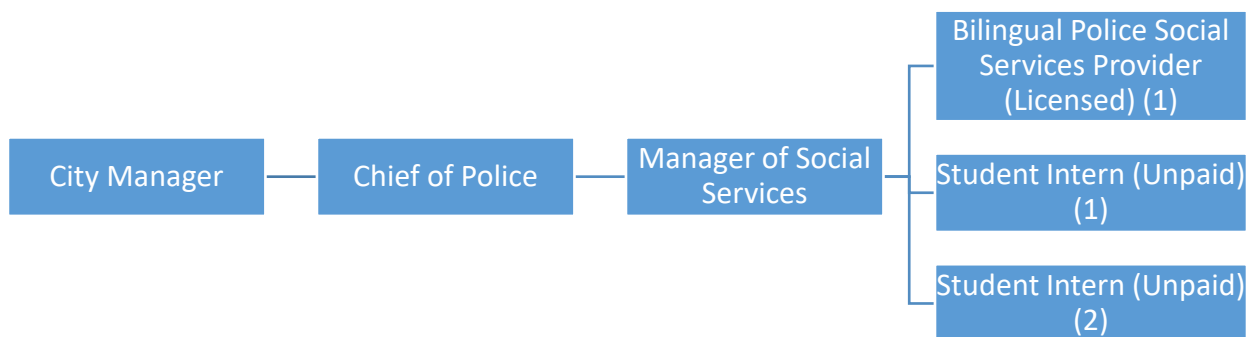 City Manager
Chief of Police
Manager of Social
Services
Bilingual Police Social
Services Provider
(Licensed) (1)
Student Intern (Unpaid)
(1)
Student Intern (Unpaid)
(2)